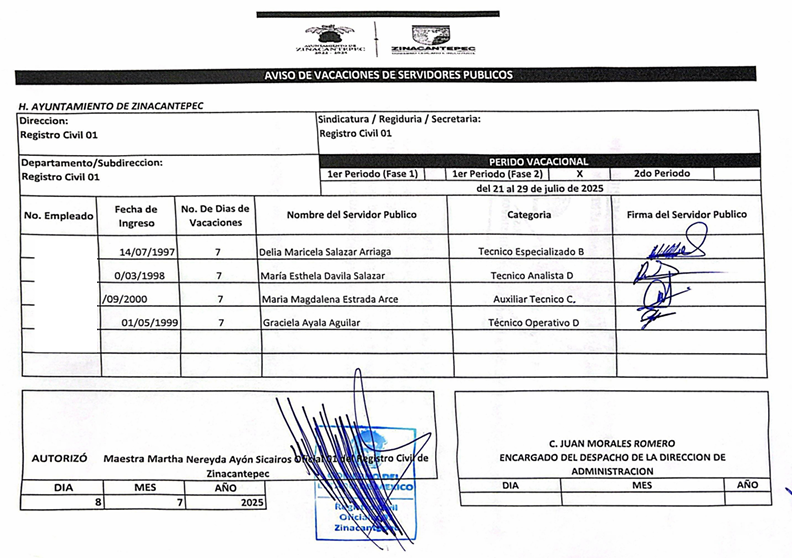 AYUNTAMIENTO DE
ZINACANTEPEC
2022 - 2024
ZINACANTEPEC
AVISO DE VACACIONES DE SERVIDORES PUBLICOS
H. AYUNTAMIENTO DE ZINACANTEPEC
Direccion:
Registro Civil 01
Sindicatura / Regiduria / Secretaria:
Registro Civil 01
Departamento/Subdireccion:
Registro Civil 01
PERIDO VACACIONAL
1er Periodo (Fase 1) 1er Periodo (Fase 2) X 2do Periodo
del 21 al 29 de julio de 2025
No. Empleado Fecha de Ingreso No. De Dias de Vacaciones Nombre del Servidor Publico Categoria Firma del Servidor Publico
14/07/1997 7 Delia Maricela Salazar Arriaga Tecnico Especializado B
0/03/1998 7 María Esthela Davila Salazar Tecnico Analista D
/09/2000 7 Maria Magdalena Estrada Arce Auxiliar Tecnico C.
01/05/1999 7 Graciela Ayala Aguilar Técnico Operativo D
AUTORIZÓ Maestra Martha Nereyda Ayón Sicairos Oficial 01 del Registro Civil de
Zinacantepec
DIA MES AÑO
8 7 2025
Registro Civil
Oficialía 01
Zinacantepec
C. JUAN MORALES ROMERO
ENCARGADO DEL DESPACHO DE LA DIRECCION DE
ADMINISTRACION
DIA MES AÑO